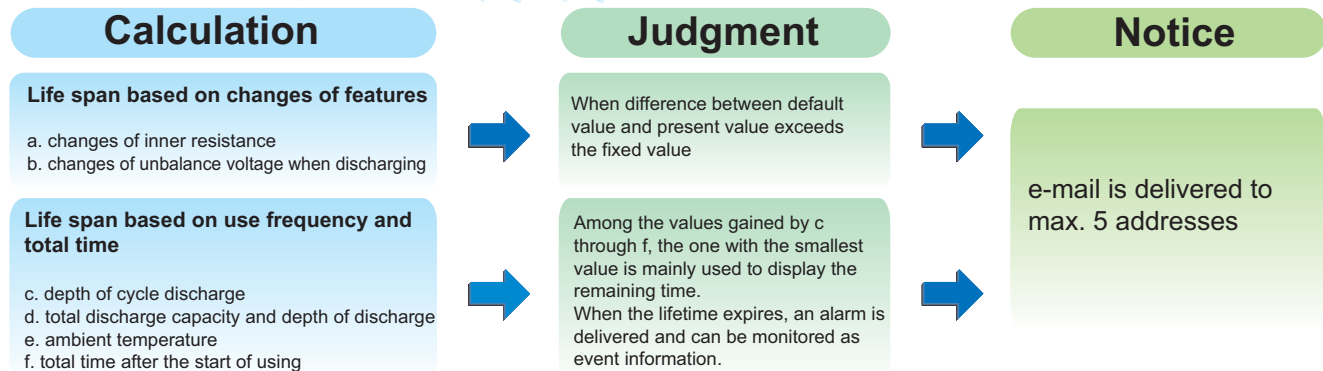 Calculation
Judgment
Notice
Life span based on changes of features
a. changes of inner resistance
b. changes of unbalance voltage when discharging
When difference between default
value and present value exceeds
the fixed value
Life span based on use frequency and
total time
c. depth of cycle discharge
d. total discharge capacity and depth of discharge
e. ambient temperature
f. total time after the start of using
Among the values gained by c
through f, the one with the smallest
value is mainly used to display the
remaining time.
When the lifetime expires, an alarm is
delivered and can be monitored as
event information.
e-mail is delivered to
max. 5 addresses